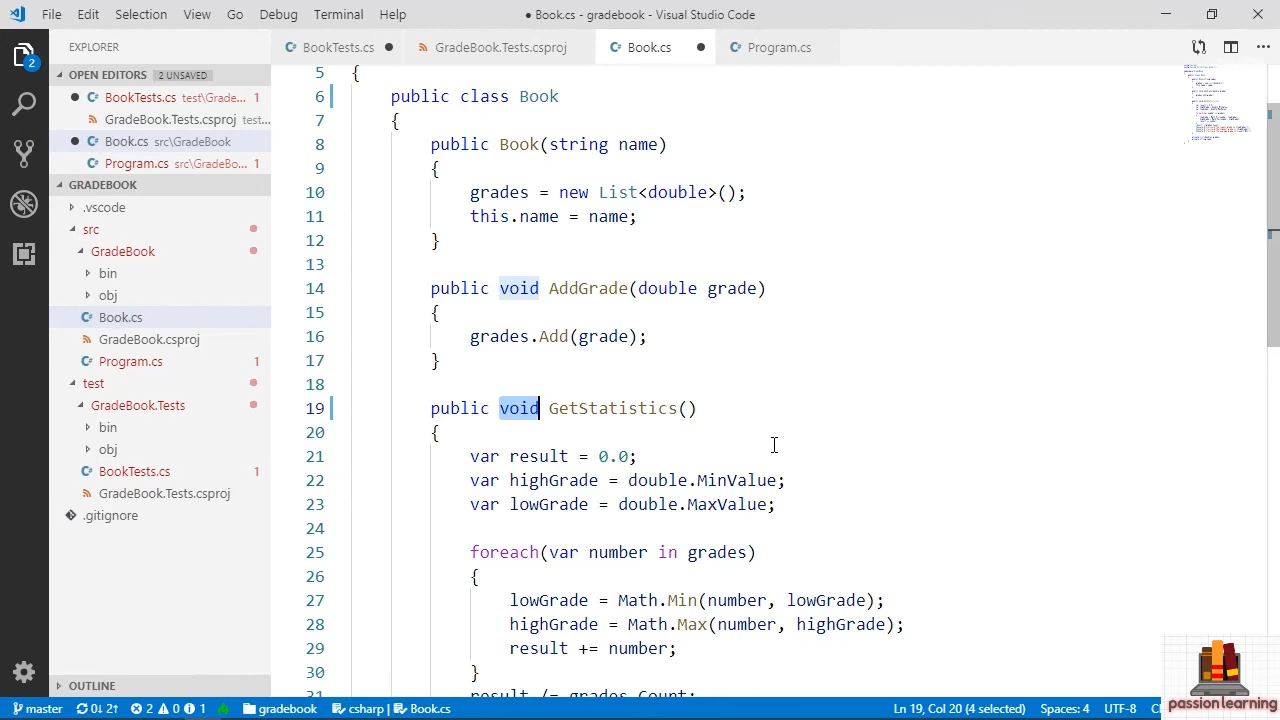 File Edit Selection View Go Debug Terminal Help ● Book.cs - gradebook - Visual Studio Code
EXPLORER
OPEN EDITORS 2 UNSAVED
BookTests.cs test\Grade... 1
GradeBook.Tests.csproj test...
Book.cs src\GradeBook
Program.cs src\GradeBo... 1
GRADEBOOK
.vscode
src
GradeBook
bin
obj
Book.cs
GradeBook.csproj
Program.cs 1
test
GradeBook.Tests
bin
obj
BookTests.cs 1
GradeBook.Tests.csproj
.gitignore
OUTLINE
2
BookTests.cs GradeBook.Tests.csproj Book.cs Program.cs
5 {
6 public class Book
7 {
8 public Book(string name)
9 {
10 grades = new List<double>();
11 this.name = name;
12 }
13
14 public void AddGrade(double grade)
15 {
16 grades.Add(grade);
17 }
18
19 public void GetStatistics()
20 {
21 var result = 0.0;
22 var highGrade = double.MinValue;
23 var lowGrade = double.MaxValue;
24
25 foreach(var number in grades)
26 {
27 lowGrade = Math.Min(number, lowGrade);
28 highGrade = Math.Max(number, highGrade);
29 result += number;
30 }
31 result /= grades.Count;
passion learning
master 0↓ 2↑ 2 0 1 gradebook csharp | Book.cs Ln 19, Col 20 (4 selected) Spaces: 4 UTF-8